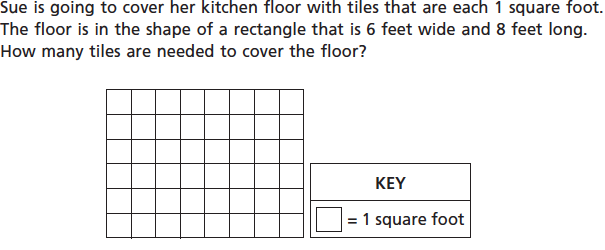 Sue is going to cover her kitchen floor with tiles that are each 1 square foot.
The floor is in the shape of a rectangle that is 6 feet wide and 8 feet long.
How many tiles are needed to cover the floor?
KEY
= 1 square foot